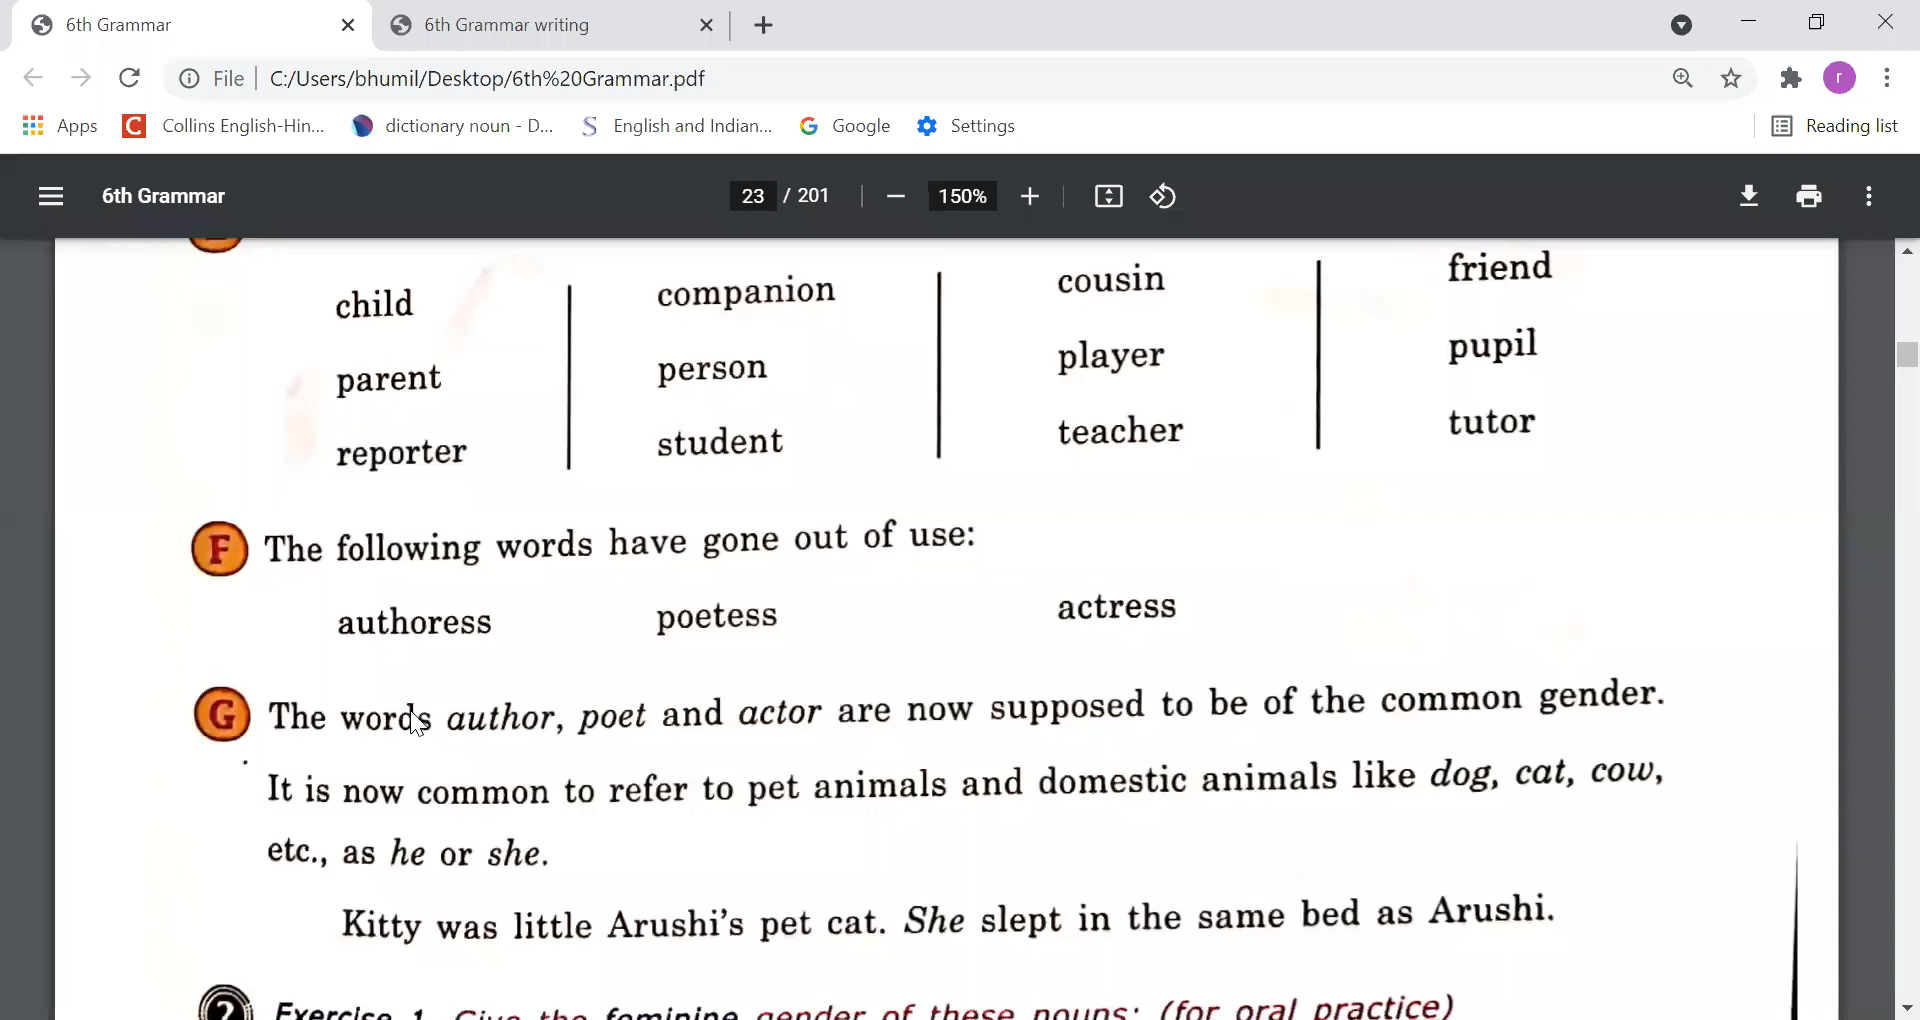 6th Grammar
6th Grammar writing
File C:/Users/bhumil/Desktop/6th%20Grammar.pdf
r
Apps Collins English-Hin... dictionary noun - D... English and Indian... Google Settings Reading list
6th Grammar 23 / 201 150%
child companion cousin friend
parent person player pupil
reporter student teacher tutor
F The following words have gone out of use:
authoress poetess actress
G The words author, poet and actor are now supposed to be of the common gender.
It is now common to refer to pet animals and domestic animals like dog, cat, cow,
etc., as he or she.
Kitty was little Arushi's pet cat. She slept in the same bed as Arushi.
? Exercise 1. Give the feminine gender of these nouns: (for oral practice)